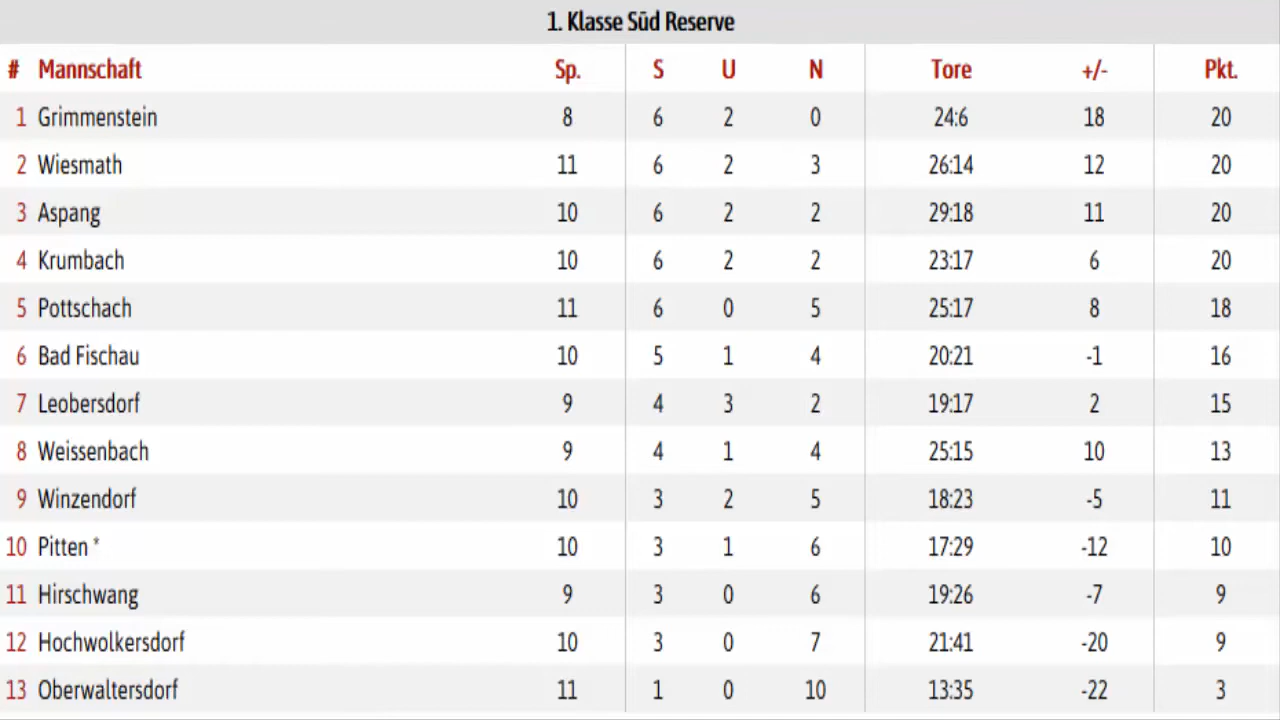 1. Klasse Süd Reserve
# Mannschaft Sp. S U N Tore +/- Pkt.
1 Grimmenstein 8 6 2 0 24:6 18 20
2 Wiesmath 11 6 2 3 26:14 12 20
3 Aspang 10 6 2 2 29:18 11 20
4 Krumbach 10 6 2 2 23:17 6 20
5 Pottschach 11 6 0 5 25:17 8 18
6 Bad Fischau 10 5 1 4 20:21 -1 16
7 Leobersdorf 9 4 3 2 19:17 2 15
8 Weissenbach 9 4 1 4 25:15 10 13
9 Winzendorf 10 3 2 5 18:23 -5 11
10 Pitten * 10 3 1 6 17:29 -12 10
11 Hirschwang 9 3 0 6 19:26 -7 9
12 Hochwolkersdorf 10 3 0 7 21:41 -20 9
13 Oberwaltersdorf 11 1 0 10 13:35 -22 3